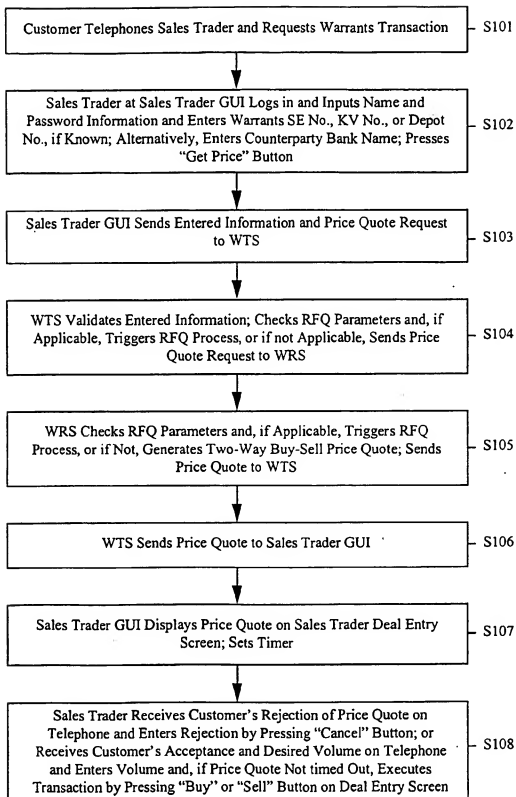 Customer Telephones Sales Trader and Requests Warrants Transaction
S101
Sales Trader at Sales Trader GUI Logs in and Inputs Name and
Password Information and Enters Warrants SE No., KV No., or Depot
No., if Known; Alternatively, Enters Counterparty Bank Name; Presses
"Get Price" Button
S102
Sales Trader GUI Sends Entered Information and Price Quote Request
to WTS
S103
WTS Validates Entered Information; Checks RFQ Parameters and, if
Applicable, Triggers RFQ Process, or if not Applicable, Sends Price
Quote Request to WRS
S104
WRS Checks RFQ Parameters and, if Applicable, Triggers RFQ
Process, or if Not, Generates Two-Way Buy-Sell Price Quote; Sends
Price Quote to WTS
S105
WTS Sends Price Quote to Sales Trader GUI
S106
Sales Trader GUI Displays Price Quote on Sales Trader Deal Entry
Screen; Sets Timer
S107
Sales Trader Receives Customer's Rejection of Price Quote on
Telephone and Enters Rejection by Pressing "Cancel" Button; or
Receives Customer's Acceptance and Desired Volume on Telephone
and Enters Volume and, if Price Quote Not timed Out, Executes
Transaction by Pressing "Buy" or "Sell" Button on Deal Entry Screen
S108